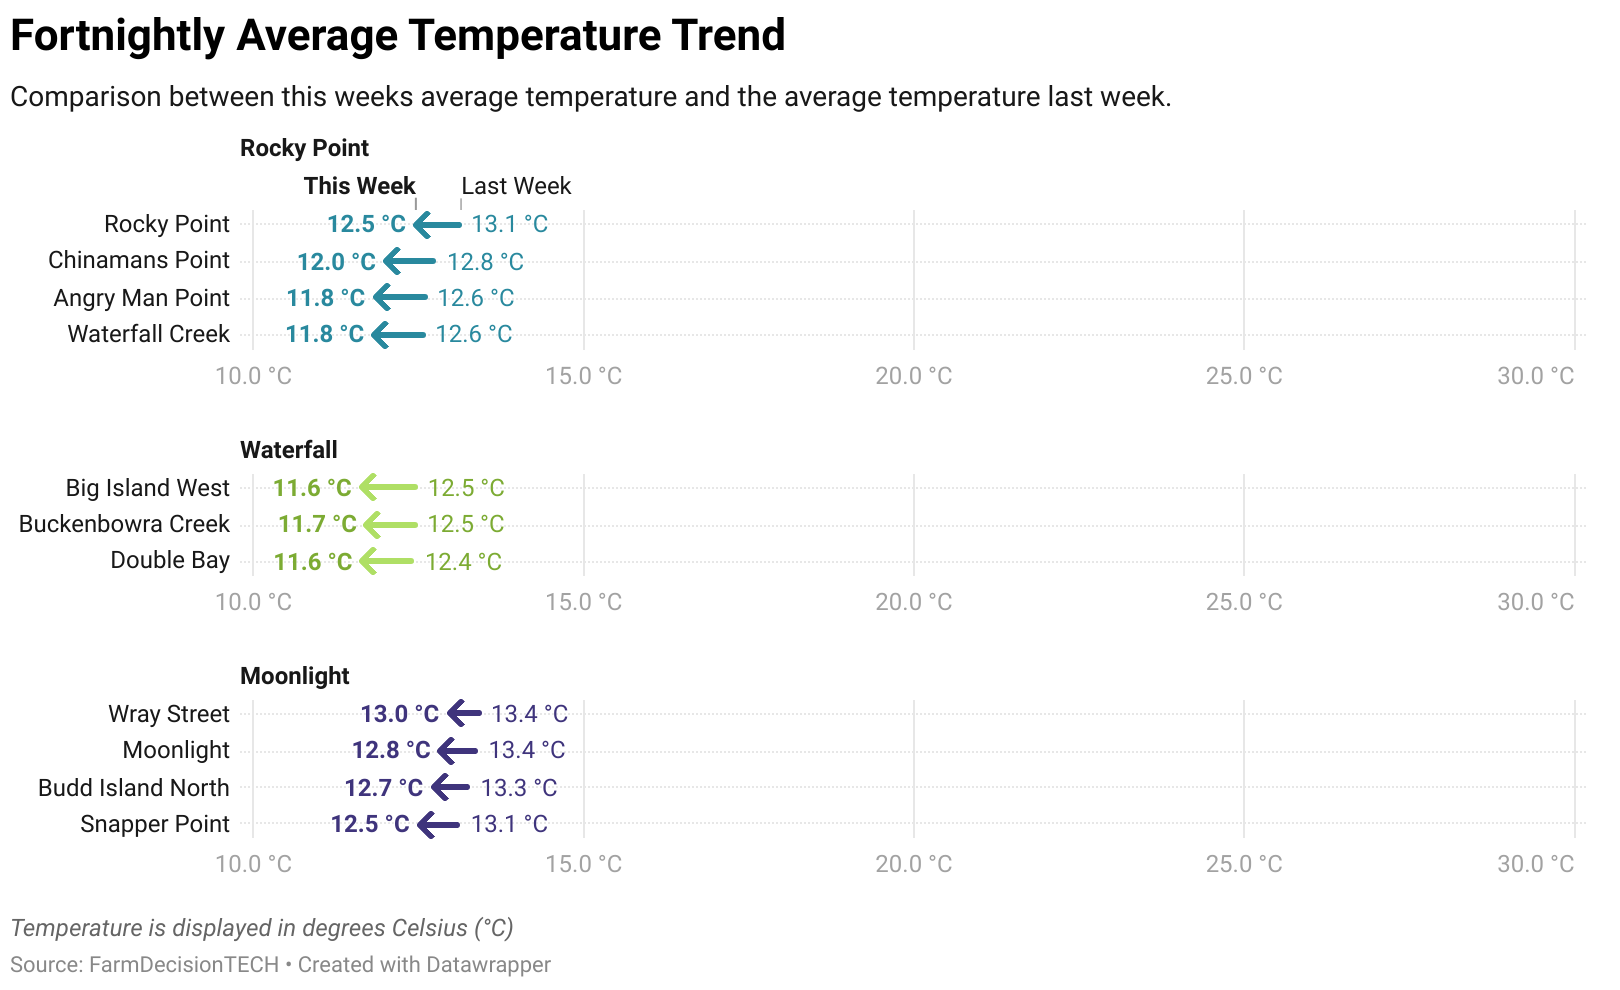 Fortnightly Average Temperature Trend
Comparison between this weeks average temperature and the average temperature last week.
Rocky Point
This Week Last Week
Rocky Point 12.5 °C 13.1 °C
Chinamans Point 12.0 °C 12.8 °C
Angry Man Point 11.8 °C 12.6 °C
Waterfall Creek 11.8 °C 12.6 °C
10.0 °C 15.0 °C 20.0 °C 25.0 °C 30.0 °C
Waterfall
Big Island West 11.6 °C 12.5 °C
Buckenbowra Creek 11.7 °C 12.5 °C
Double Bay 11.6 °C 12.4 °C
10.0 °C 15.0 °C 20.0 °C 25.0 °C 30.0 °C
Moonlight
Wray Street 13.0 °C 13.4 °C
Moonlight 12.8 °C 13.4 °C
Budd Island North 12.7 °C 13.3 °C
Snapper Point 12.5 °C 13.1 °C
10.0 °C 15.0 °C 20.0 °C 25.0 °C 30.0 °C
Temperature is displayed in degrees Celsius (°C)
Source: FarmDecisionTECH • Created with Datawrapper